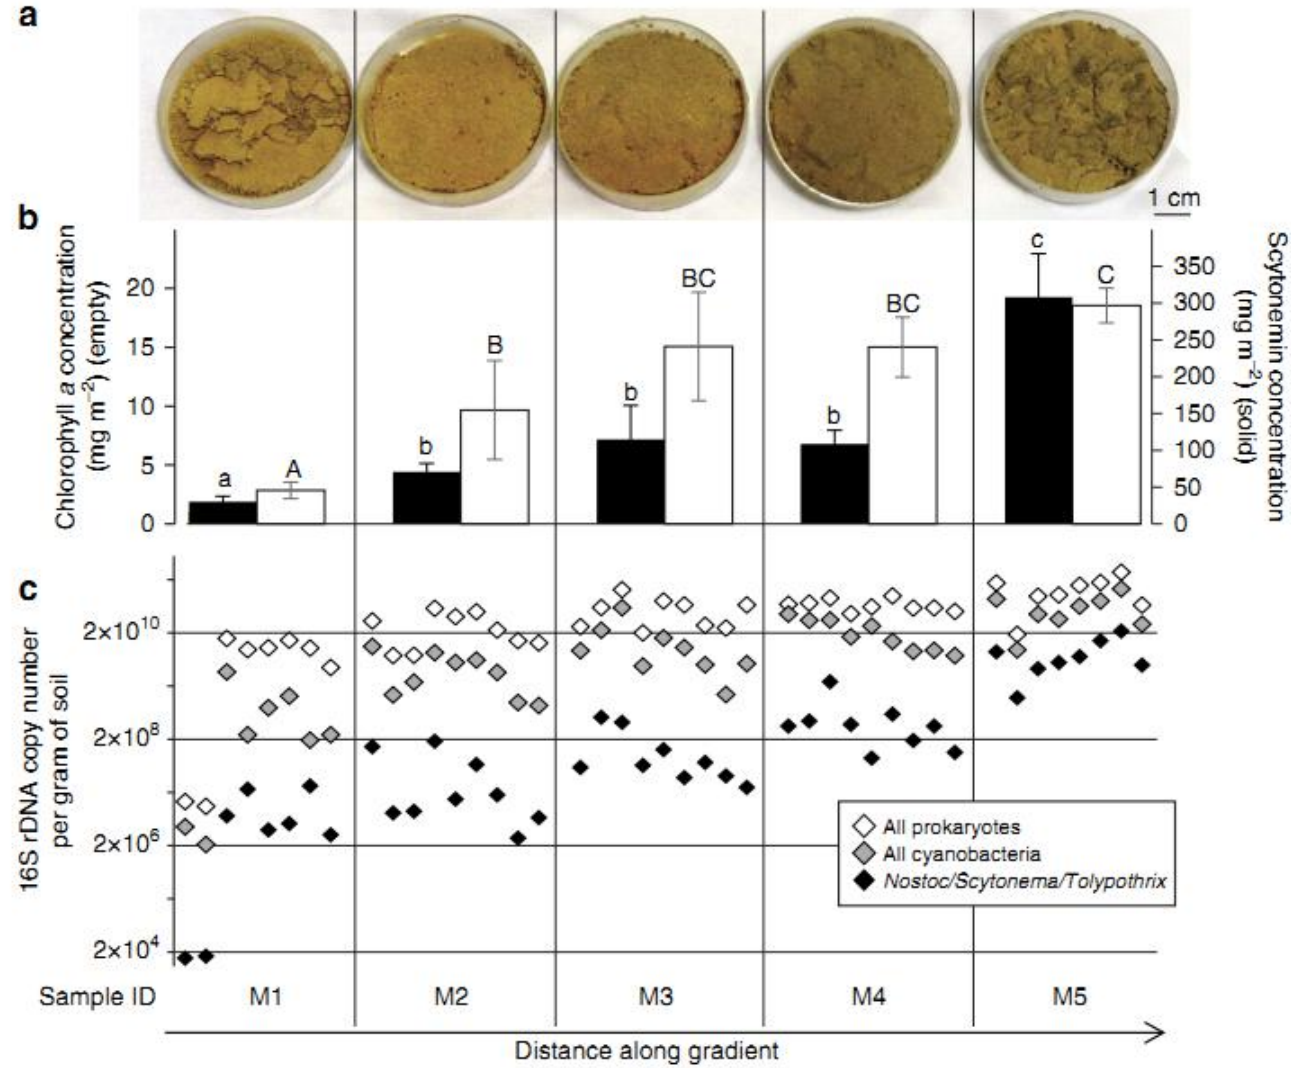 a
1 cm
b
Chlorophyll a concentration
(mg m⁻²) (empty)
20
15
10
5
0
a
A
b
B
b
BC
b
BC
c
C
350
300
250
200
150
100
50
0
Scytonemin concentration
(mg m⁻²) (solid)
c
16S rDNA copy number
per gram of soil
2×10¹⁰
2×10⁸
2×10⁶
2×10⁴
All prokaryotes
All cyanobacteria
Nostoc/Scytonema/Tolypothrix
Sample ID M1 M2 M3 M4 M5
Distance along gradient